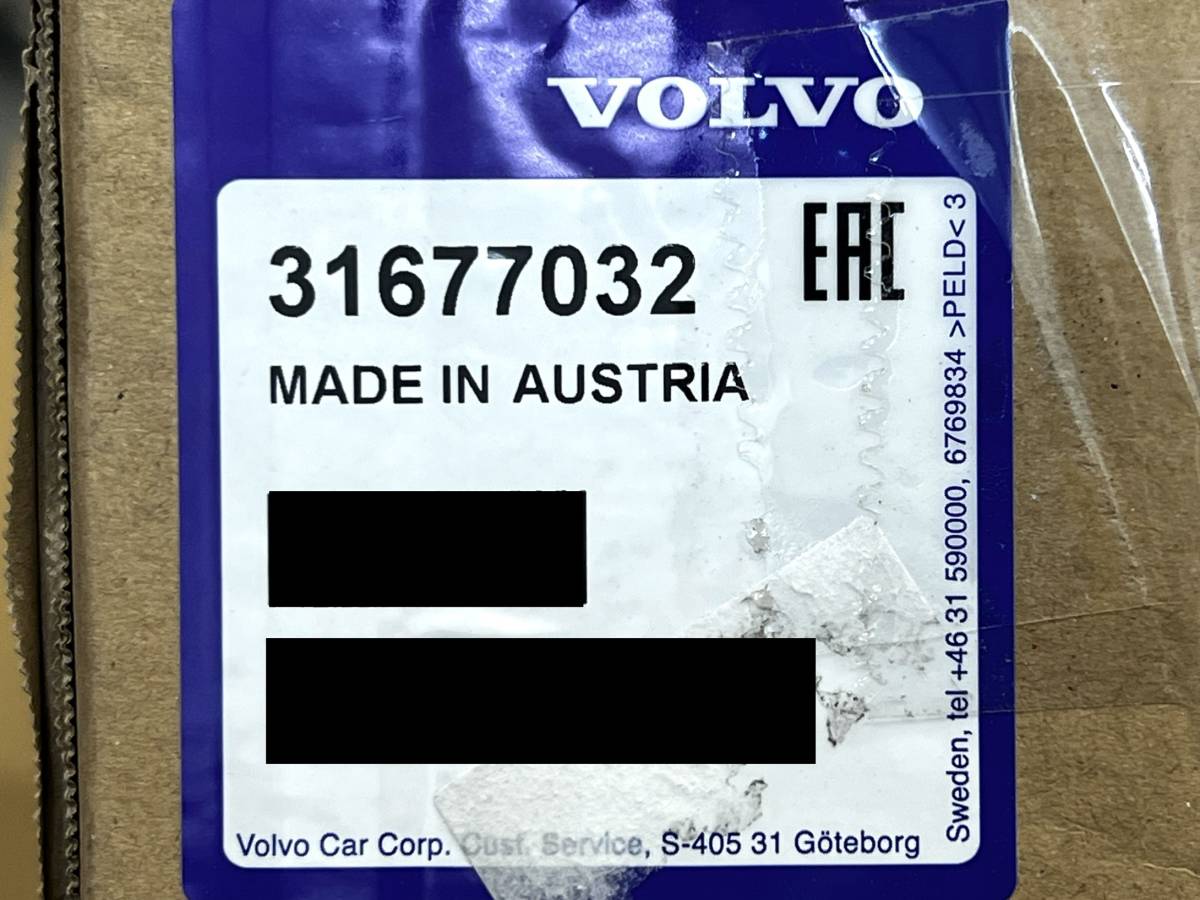 VOLVO
31677032
EAC
MADE IN AUSTRIA
Volvo Car Corp. Cust. Service, S-405 31 Göteborg
Sweden, tel +46 31 590000, 6769834 >PELD< 3